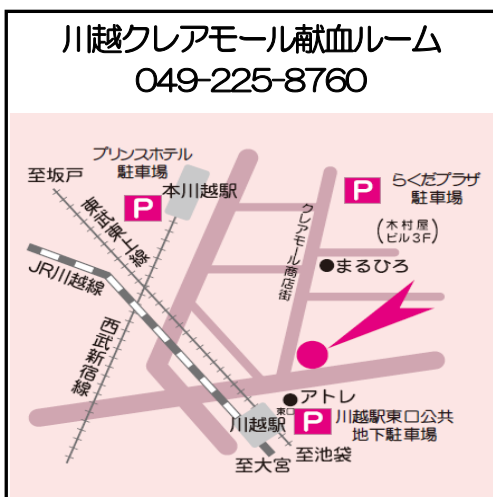 川越クレアモール献血ルーム
049-225-8760
プリンスホテル
駐車場
至坂戸
P
本川越駅
東武東上線
JR川越線
西武新宿線
クレアモール商店街
P
らくだプラザ
駐車場
(木村屋
ビル3F)
まるひろ
アトレ
東口
川越駅
P
川越駅東口公共
地下駐車場
至池袋
至大宮